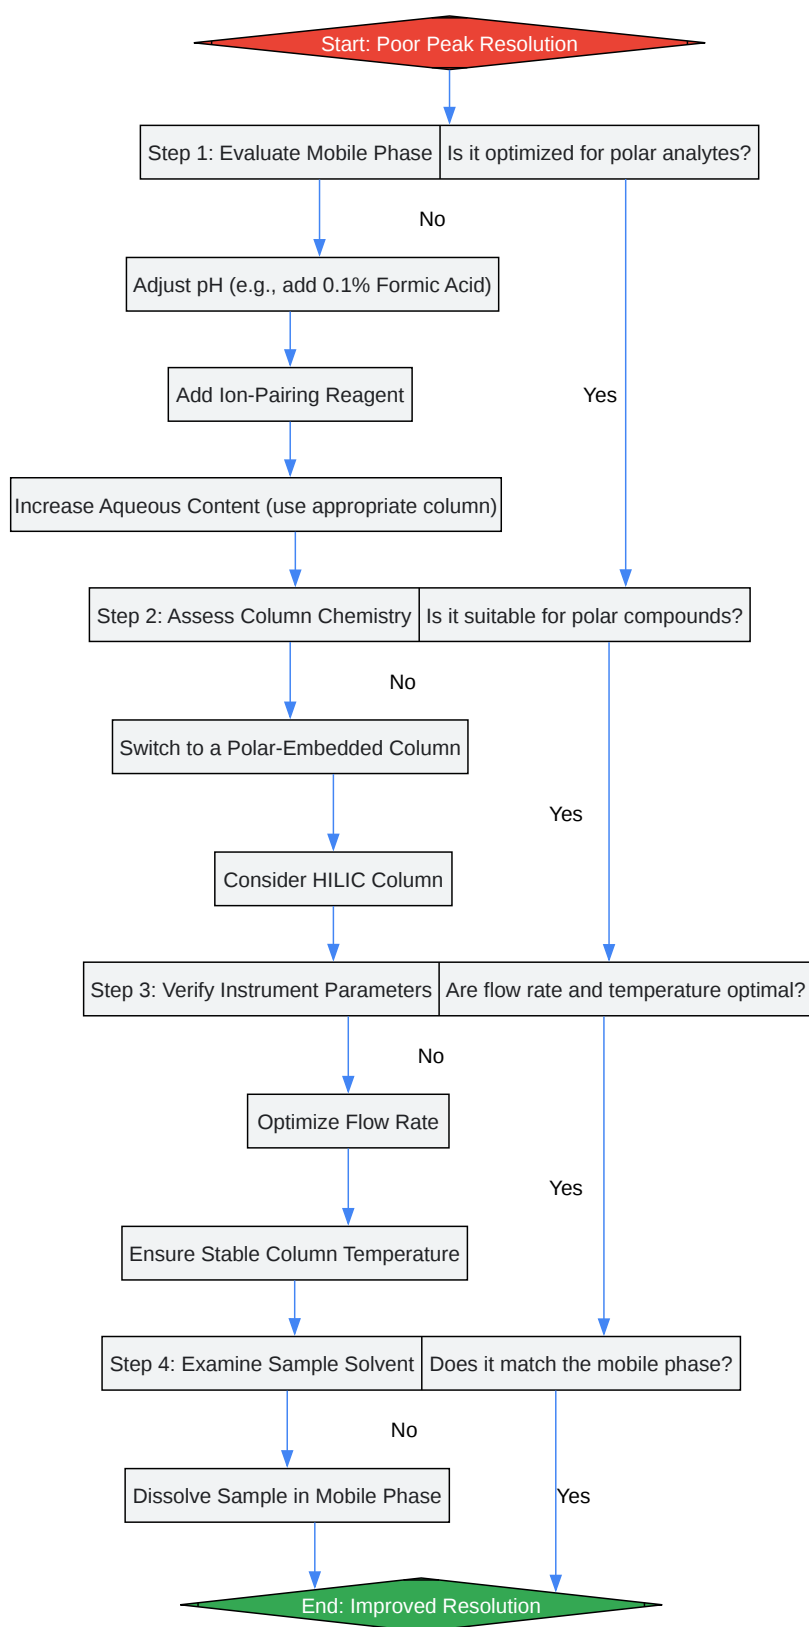 Start: Poor Peak Resolution
Step 1: Evaluate Mobile Phase
Is it optimized for polar analytes?
No
Adjust pH (e.g., add 0.1% Formic Acid)
Add Ion-Pairing Reagent
Yes
Increase Aqueous Content (use appropriate column)
Step 2: Assess Column Chemistry
Is it suitable for polar compounds?
No
Switch to a Polar-Embedded Column
Yes
Consider HILIC Column
Step 3: Verify Instrument Parameters
Are flow rate and temperature optimal?
No
Optimize Flow Rate
Yes
Ensure Stable Column Temperature
Step 4: Examine Sample Solvent
Does it match the mobile phase?
No
Dissolve Sample in Mobile Phase
Yes
End: Improved Resolution